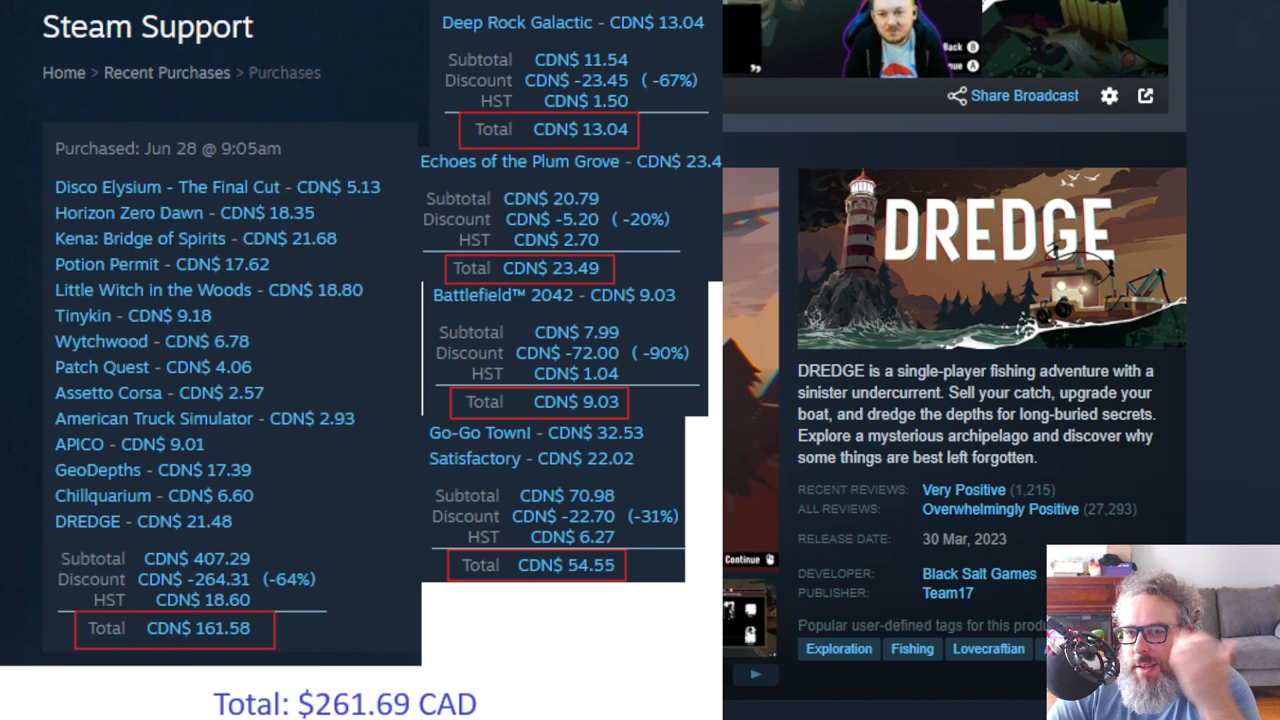 Steam Support
Home > Recent Purchases > Purchases
Purchased: Jun 28 @ 9:05am
Disco Elysium - The Final Cut - CDN$ 5.13
Horizon Zero Dawn - CDN$ 18.35
Kena: Bridge of Spirits - CDN$ 21.68
Potion Permit - CDN$ 17.62
Little Witch in the Woods - CDN$ 18.80
Tinykin - CDN$ 9.18
Wytchwood - CDN$ 6.78
Patch Quest - CDN$ 4.06
Assetto Corsa - CDN$ 2.57
American Truck Simulator - CDN$ 2.93
APICO - CDN$ 9.01
GeoDepths - CDN$ 17.39
Chillquarium - CDN$ 6.60
DREDGE - CDN$ 21.48
Subtotal CDN$ 407.29
Discount CDN$ -264.31 (-64%)
HST CDN$ 18.60
Total CDN$ 161.58
Deep Rock Galactic - CDN$ 13.04
Subtotal CDN$ 11.54
Discount CDN$ -23.45 ( -67%)
HST CDN$ 1.50
Total CDN$ 13.04
Echoes of the Plum Grove - CDN$ 23.4
Subtotal CDN$ 20.79
Discount CDN$ -5.20 ( -20%)
HST CDN$ 2.70
Total CDN$ 23.49
Battlefield™ 2042 - CDN$ 9.03
Subtotal CDN$ 7.99
Discount CDN$ -72.00 ( -90%)
HST CDN$ 1.04
Total CDN$ 9.03
Go-Go Town! - CDN$ 32.53
Satisfactory - CDN$ 22.02
Subtotal CDN$ 70.98
Discount CDN$ -22.70 (-31%)
HST CDN$ 6.27
Total CDN$ 54.55
Total: $261.69 CAD
Back B
nue A
Share Broadcast
DREDGE
DREDGE is a single-player fishing adventure with a
sinister undercurrent. Sell your catch, upgrade your
boat, and dredge the depths for long-buried secrets.
Explore a mysterious archipelago and discover why
some things are best left forgotten.
RECENT REVIEWS: Very Positive (1,215)
ALL REVIEWS: Overwhelmingly Positive (27,293)
RELEASE DATE: 30 Mar, 2023
Continue
DEVELOPER: Black Salt Games
PUBLISHER: Team17
Popular user-defined tags for this produ
Exploration Fishing Lovecraftian